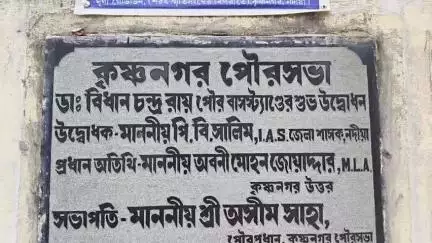 কৃষ্ণনগর পৌরসভা
ডাঃ বিধান চন্দ্র রায় পৌর বাসস্ট্যাণ্ডের শুভ উদ্বোধন
উদ্বোধক-মাননীয় পি.বি.সালিম, I.A.S. জেলা শাসক,নদীয়া
প্রধান অতিথি-মাননীয় অবনী মোহন জোয়াদ্দার, M.L.A.
কৃষ্ণনগর উত্তর
সভাপতি - মাননীয় শ্রী অসীম সাহা,
পৌরপ্রধান, কৃষ্ণনগর পৌরসভা